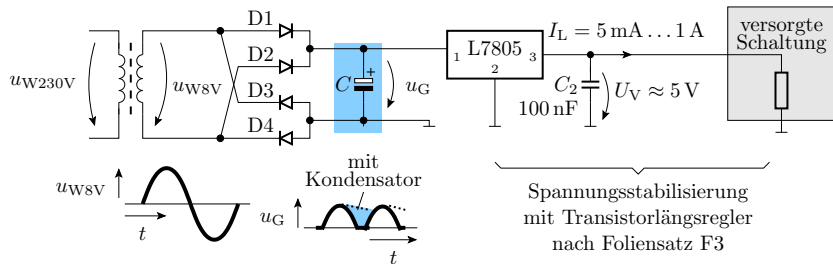 D1
D2
D3
D4
u_W230V
u_W8V
C
+
u_G
L7805
1
2
3
I_L = 5 mA … 1 A
C_2
100 nF
U_V ≈ 5 V
versorgte
Schaltung
u_W8V
t
mit
Kondensator
u_G
t
Spannungsstabilisierung
mit Transistorlängsregler
nach Foliensatz F3